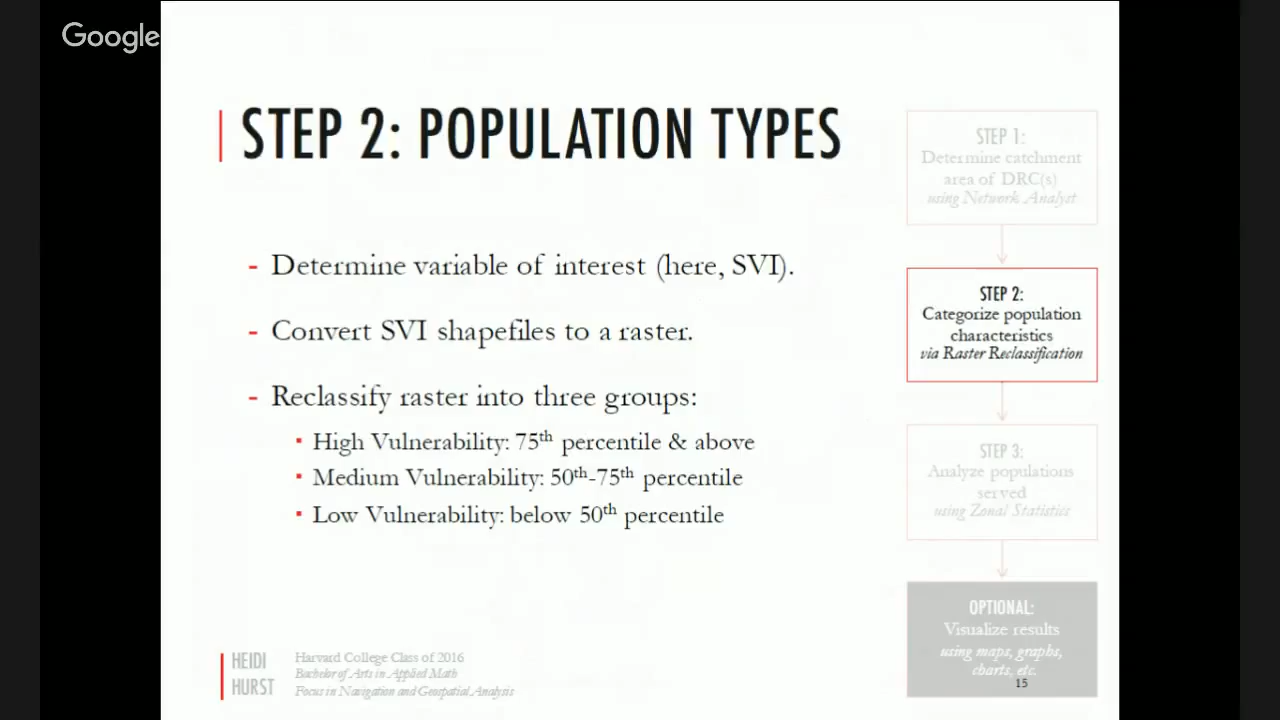 Google
STEP 2: POPULATION TYPES
- Determine variable of interest (here, SVI).
- Convert SVI shapefiles to a raster.
- Reclassify raster into three groups:
▪ High Vulnerability: 75th percentile & above
▪ Medium Vulnerability: 50th-75th percentile
▪ Low Vulnerability: below 50th percentile
STEP 1:
Determine catchment
area of DRC(s)
using Network Analyst
STEP 2:
Categorize population
characteristics
via Raster Reclassification
STEP 3:
Analyze populations
served
using Zonal Statistics
OPTIONAL:
Visualize results
using maps, graphs,
charts, etc.
15
HEIDI
HURST
Harvard College Class of 2016
Bachelor of Arts in Applied Math
Focus in Navigation and Geospatial Analysis